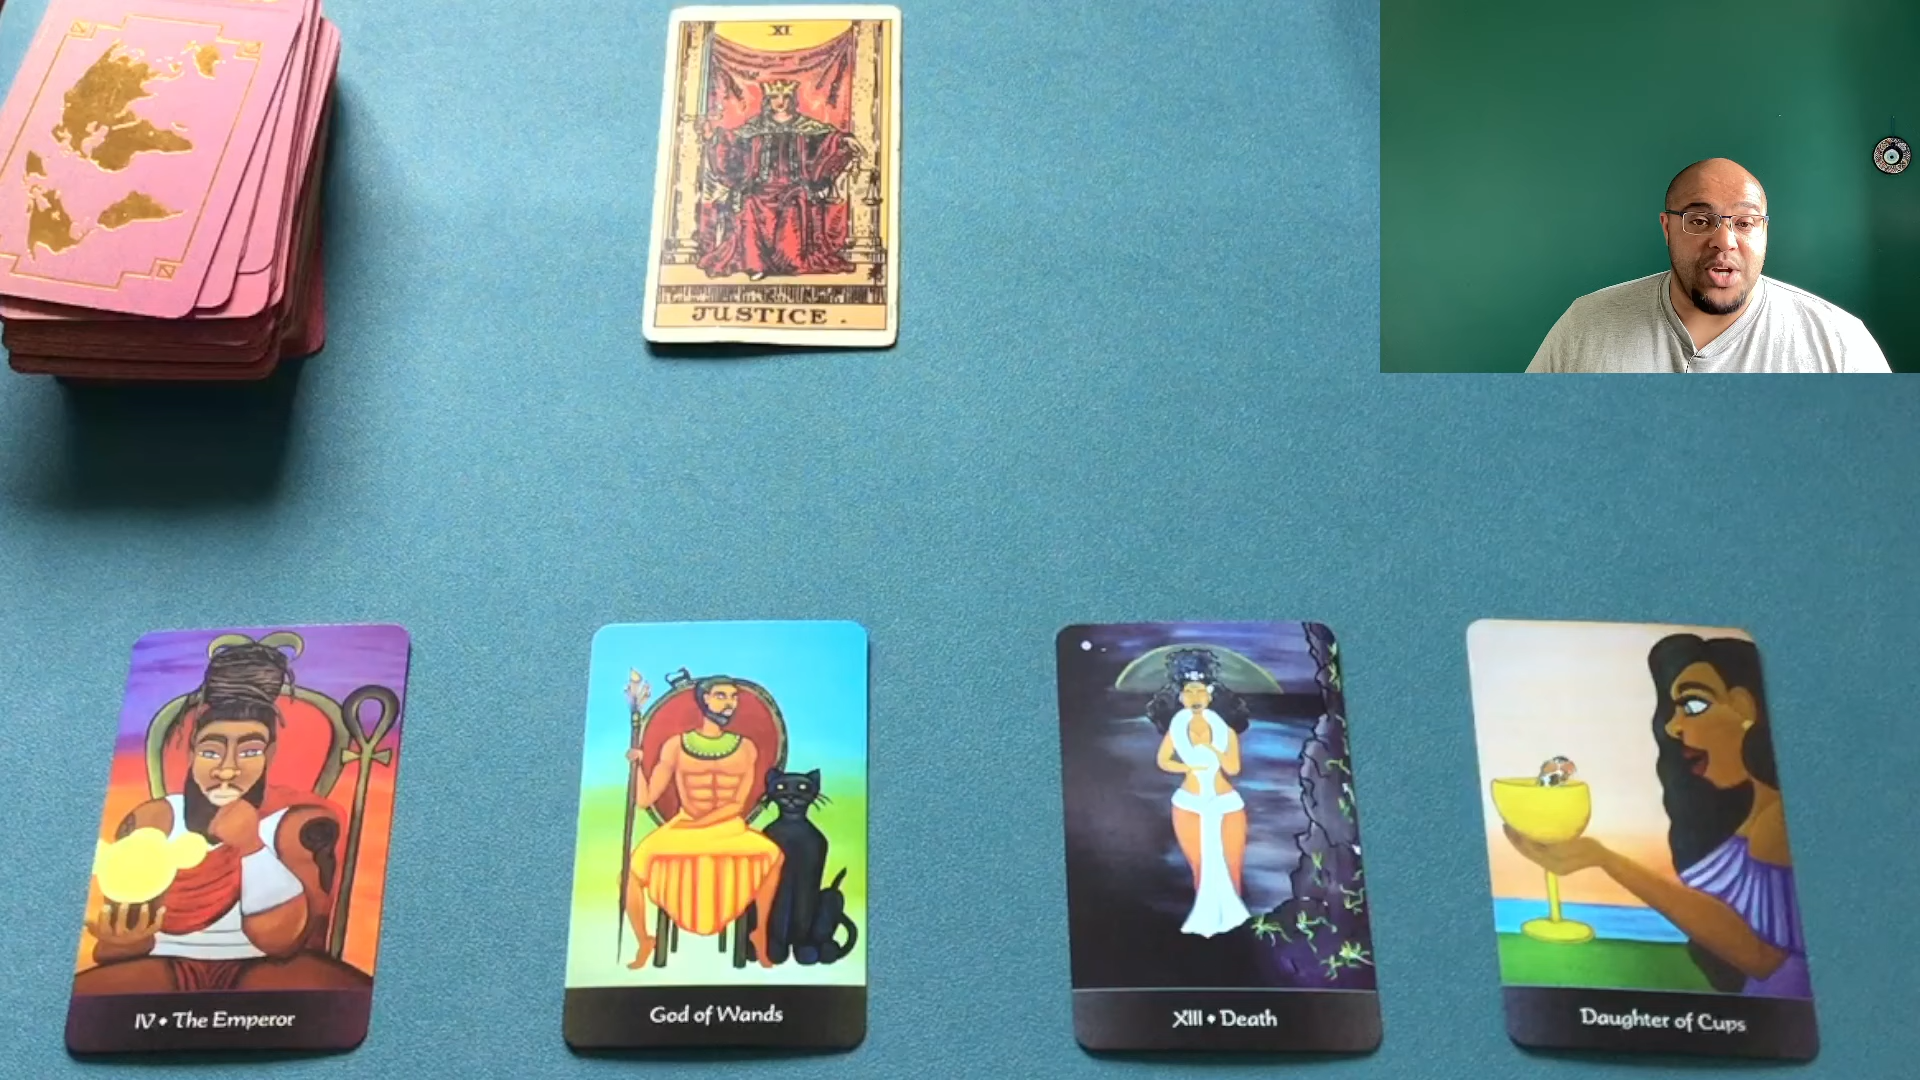 XI
JUSTICE.
IV • The Emperor
God of Wands
XIII • Death
Daughter of Cups